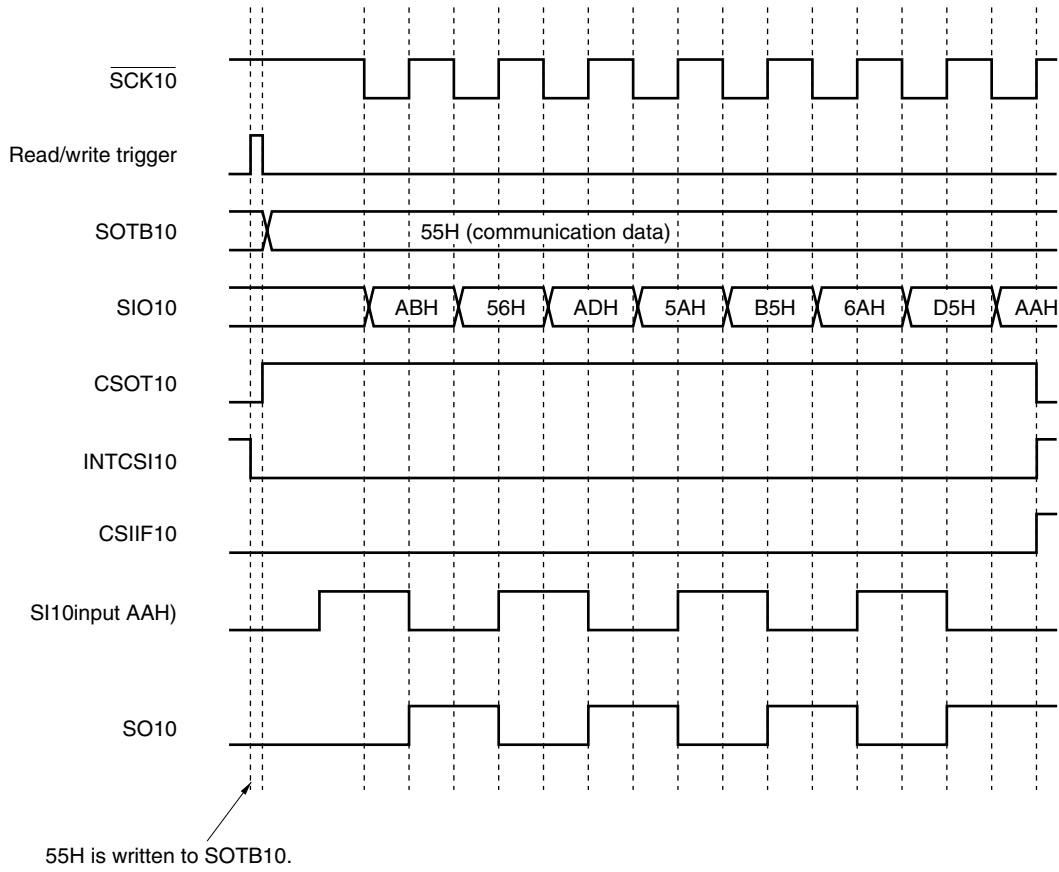 SCK10
Read/write trigger
SOTB10 55H (communication data)
SIO10 ABH 56H ADH 5AH B5H 6AH D5H AAH
CSOT10
INTCSI10
CSIIF10
SI10input AAH)
SO10
55H is written to SOTB10.